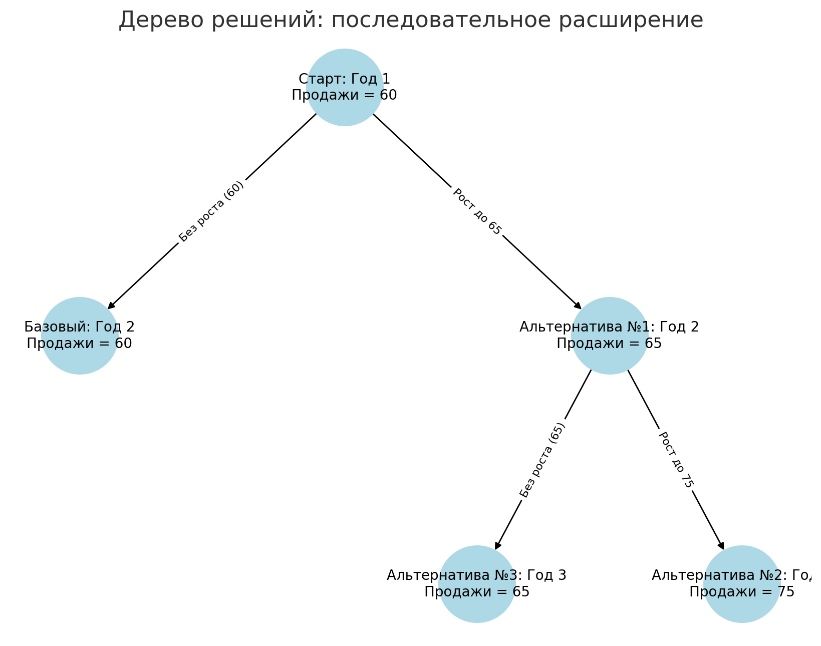 Дерево решений: последовательное расширение
Старт: Год 1
Продажи = 60
Без роста (60)
Рост до 65
Базовый: Год 2
Продажи = 60
Альтернатива №1: Год 2
Продажи = 65
Без роста (65)
Рост до 75
Альтернатива №3: Год 3
Продажи = 65
Альтернатива №2:
Продажи = 75